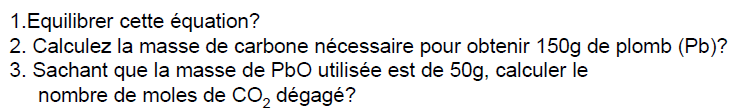 1.Equilibrer cette équation?
2. Calculez la masse de carbone nécessaire pour obtenir 150g de plomb (Pb)?
3. Sachant que la masse de PbO utilisée est de 50g, calculer le
nombre de moles de CO₂ dégagé?